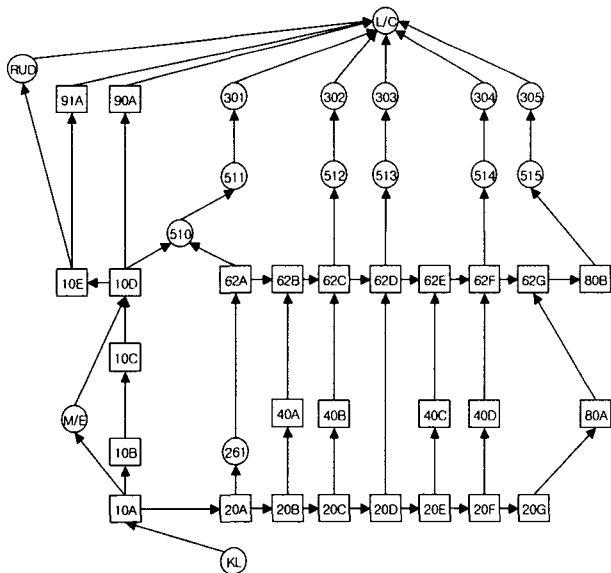 L/C
RUD
91A 90A 301 302 303 304 305
511 512 513 514 515
510
10E 10D 62A 62B 62C 62D 62E 62F 62G 80B
10C
M/E 40A 40B 40C 40D 80A
10B 261
10A 20A 20B 20C 20D 20E 20F 20G
KL